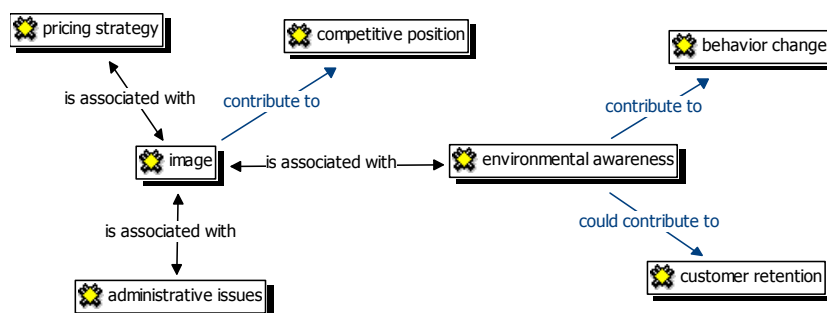 pricing strategy
competitive position
behavior change
is associated with
contribute to
contribute to
image
is associated with
environmental awareness
is associated with
could contribute to
administrative issues
customer retention